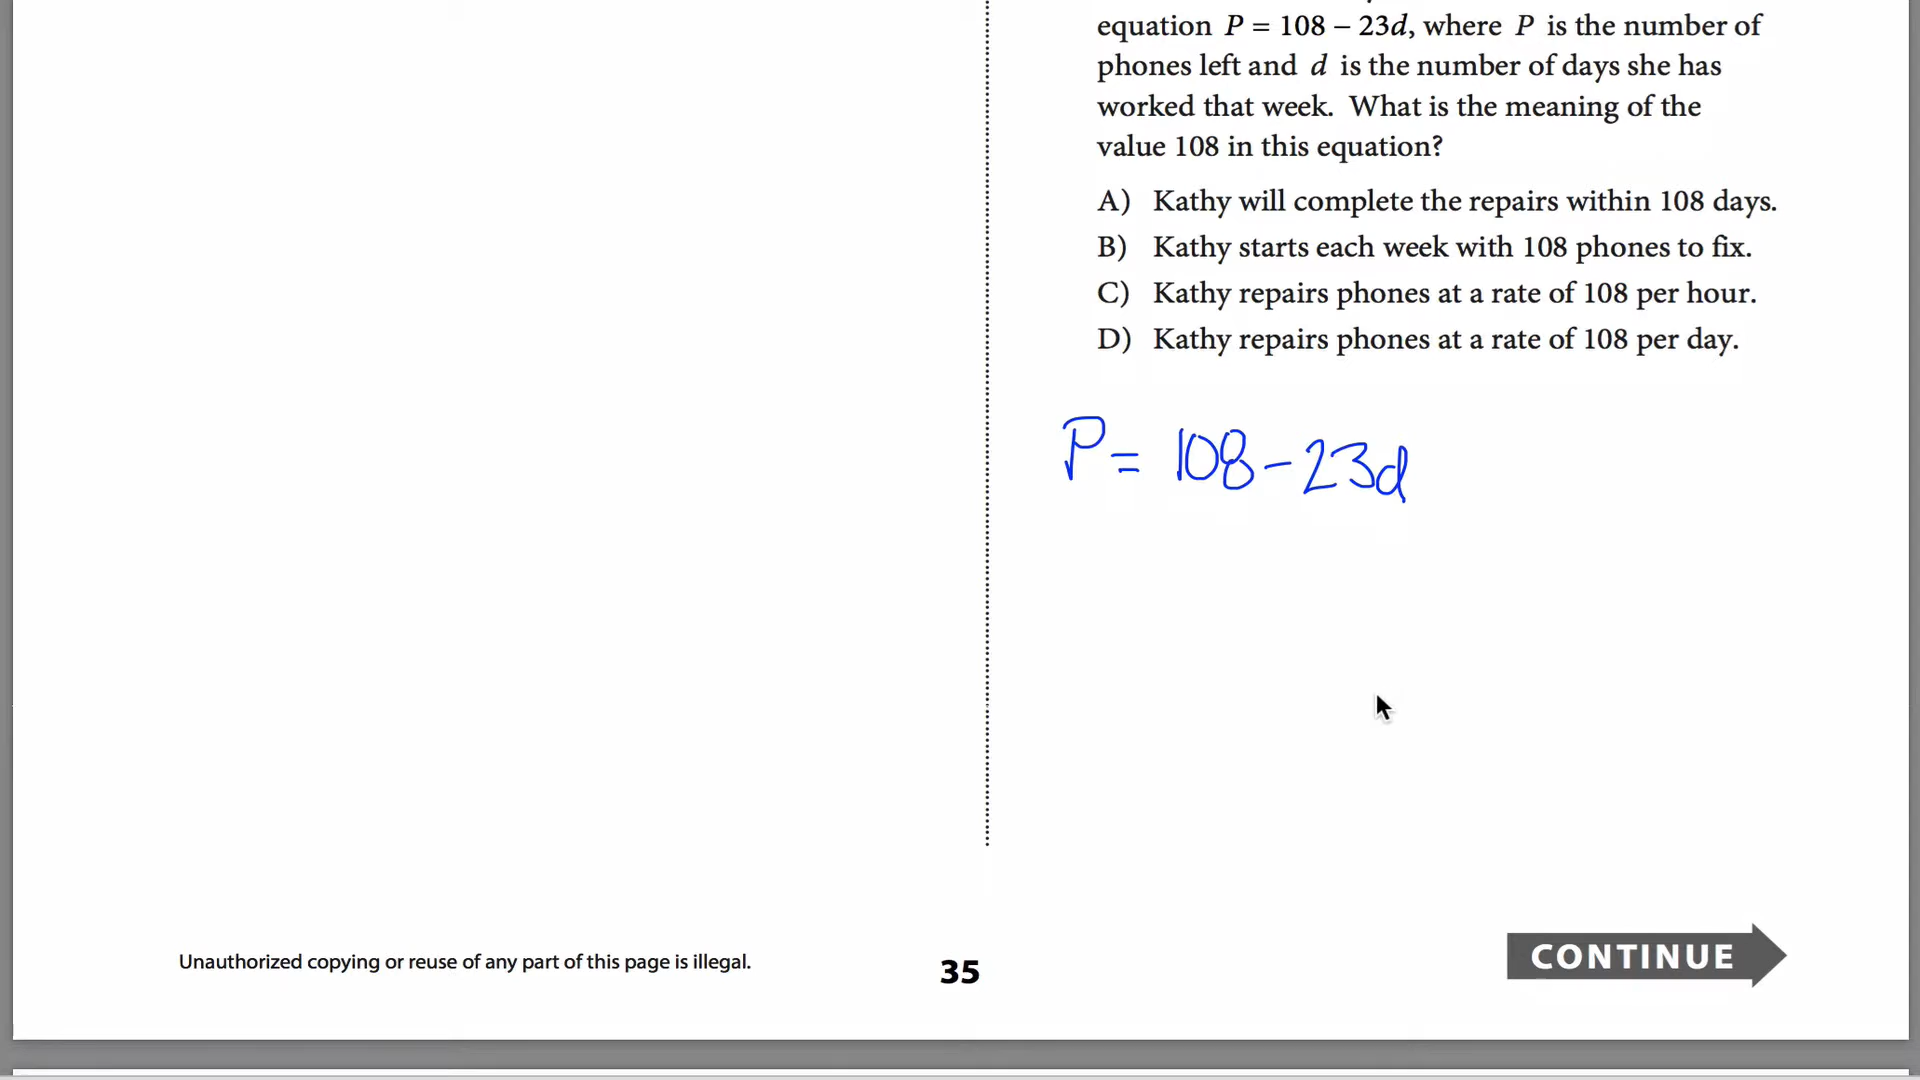 equation P = 108 – 23d, where P is the number of
phones left and d is the number of days she has
worked that week. What is the meaning of the
value 108 in this equation?
A) Kathy will complete the repairs within 108 days.
B) Kathy starts each week with 108 phones to fix.
C) Kathy repairs phones at a rate of 108 per hour.
D) Kathy repairs phones at a rate of 108 per day.
P = 108 – 23d
Unauthorized copying or reuse of any part of this page is illegal.
35
CONTINUE